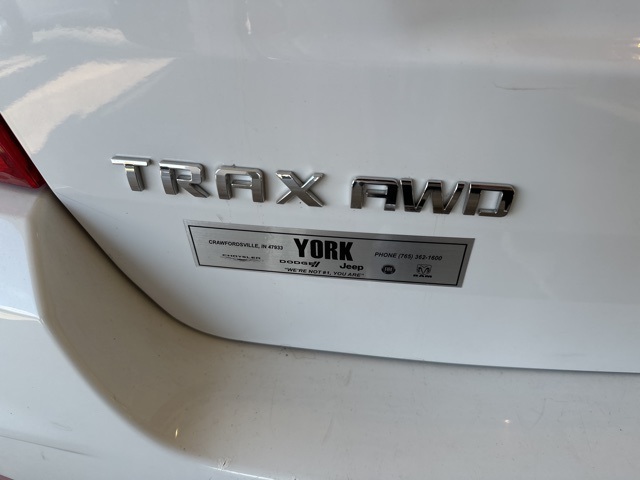 TRAX AWD
CRAWFORDSVILLE, IN 47933 YORK PHONE (765) 362-1600
CHRYSLER DODGE Jeep FIAT RAM
"WE'RE NOT #1, YOU ARE"